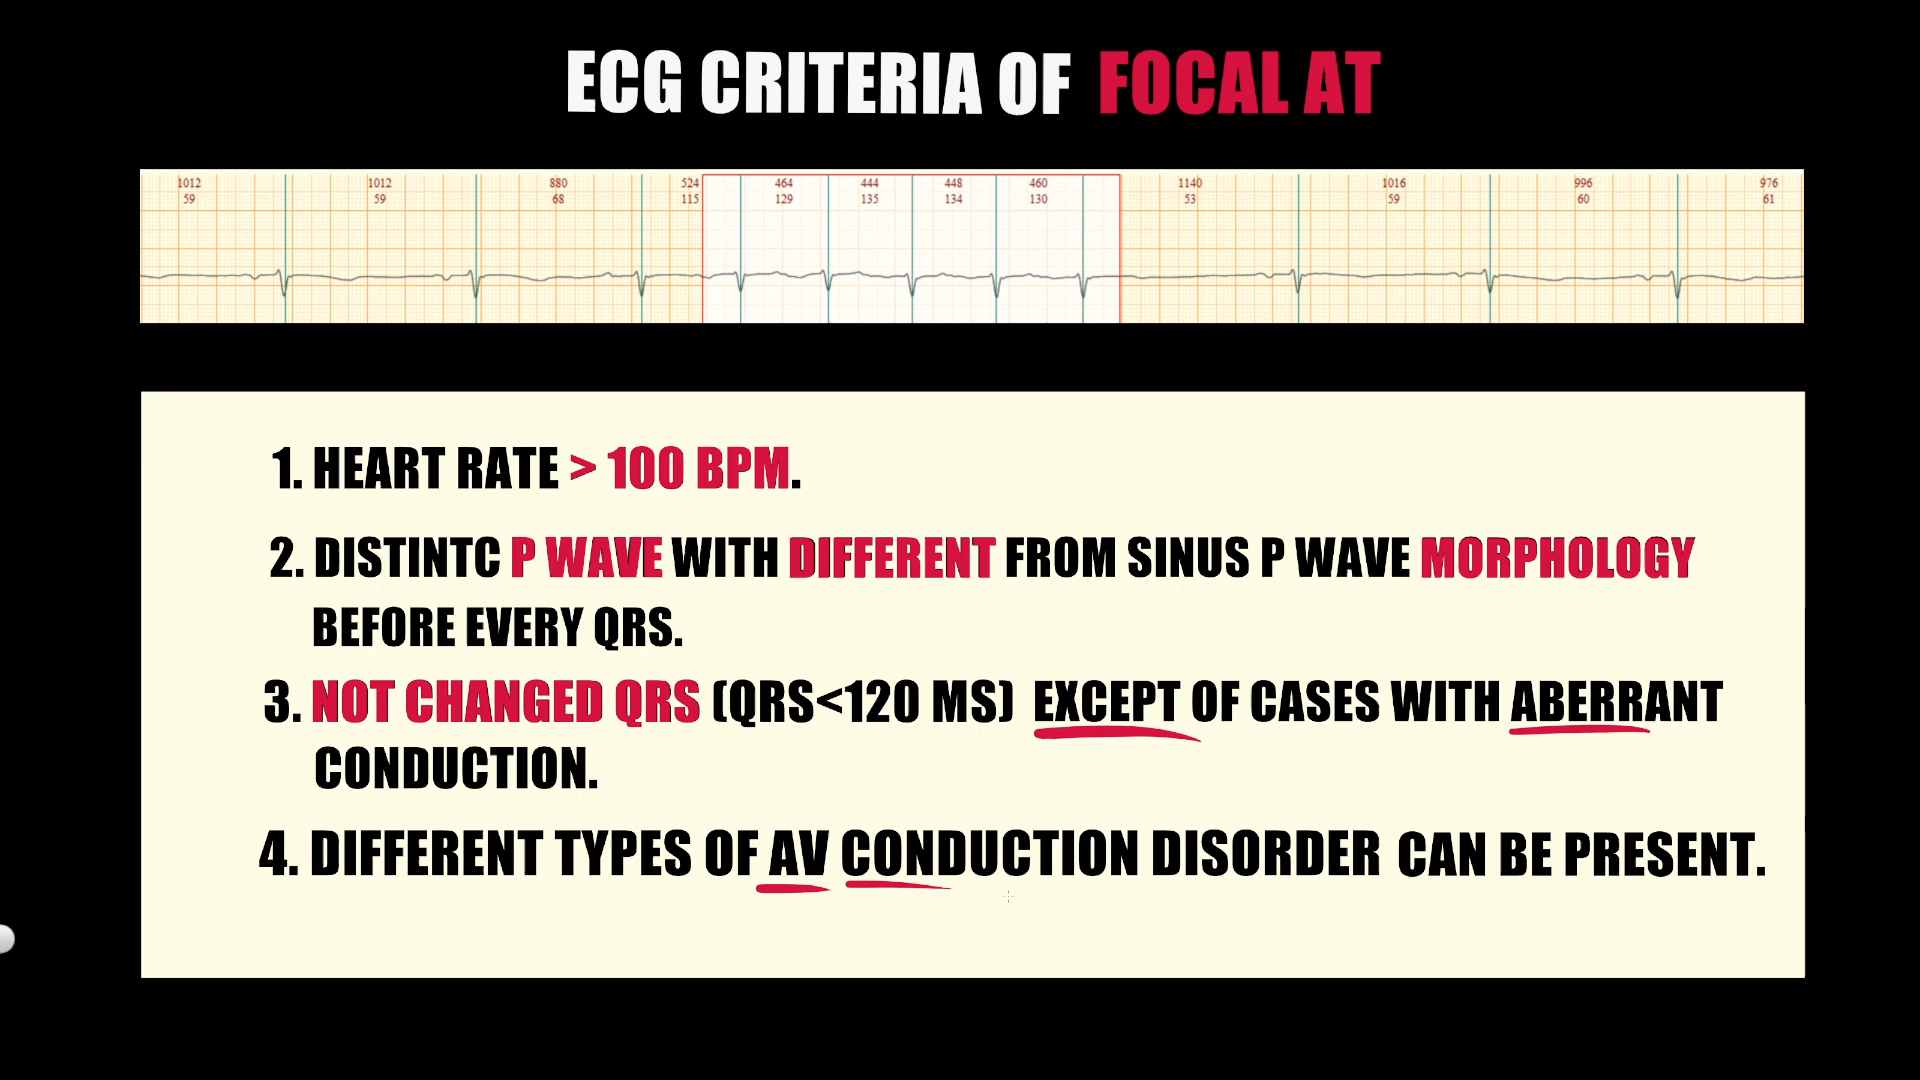 ECG CRITERIA OF FOCAL AT
1012 1012 880 524 464 444 448 460 1140 1016 996 976
59 59 68 115 129 135 134 130 53 59 60 61
1. HEART RATE > 100 BPM.
2. DISTINTC P WAVE WITH DIFFERENT FROM SINUS P WAVE MORPHOLOGY
BEFORE EVERY QRS.
3. NOT CHANGED QRS (QRS<120 MS) EXCEPT OF CASES WITH ABERRANT
CONDUCTION.
4. DIFFERENT TYPES OF AV CONDUCTION DISORDER CAN BE PRESENT.